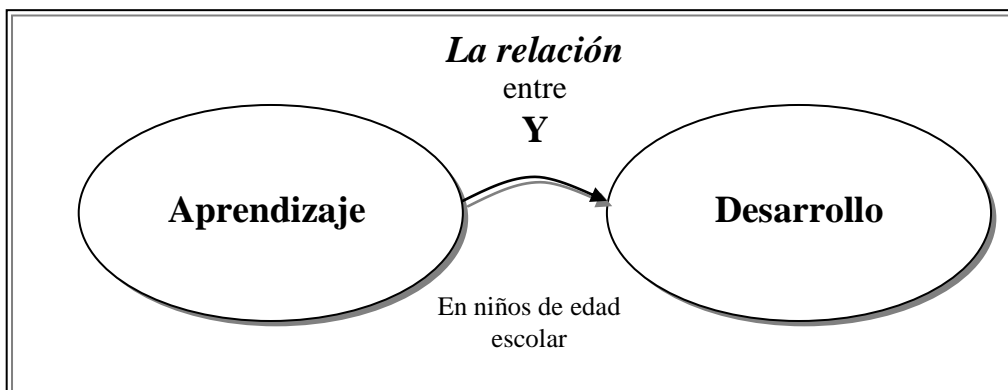 La relación
entre
Y
Aprendizaje
Desarrollo
En niños de edad
escolar